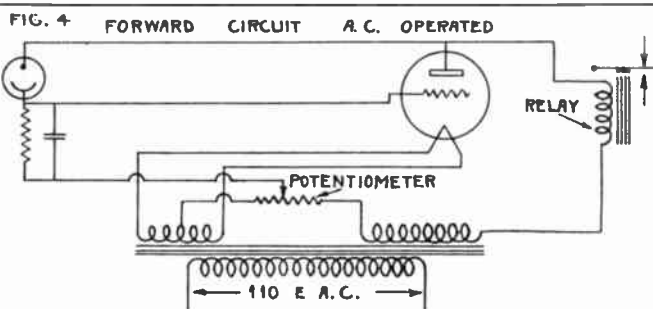 FIG. 4 FORWARD CIRCUIT A.C. OPERATED
RELAY
POTENTIOMETER
110 E A.C.